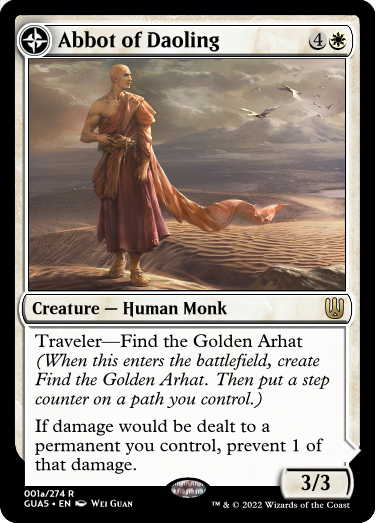 Abbot of Daoling 4
Creature — Human Monk
Traveler—Find the Golden Arhat
(When this enters the battlefield, create
Find the Golden Arhat. Then put a step
counter on a path you control.)
If damage would be dealt to a
permanent you control, prevent 1 of
that damage.
3/3
001a/274 R
GUA5 • EN Wei Guan
™ & © 2022 Wizards of the Coast